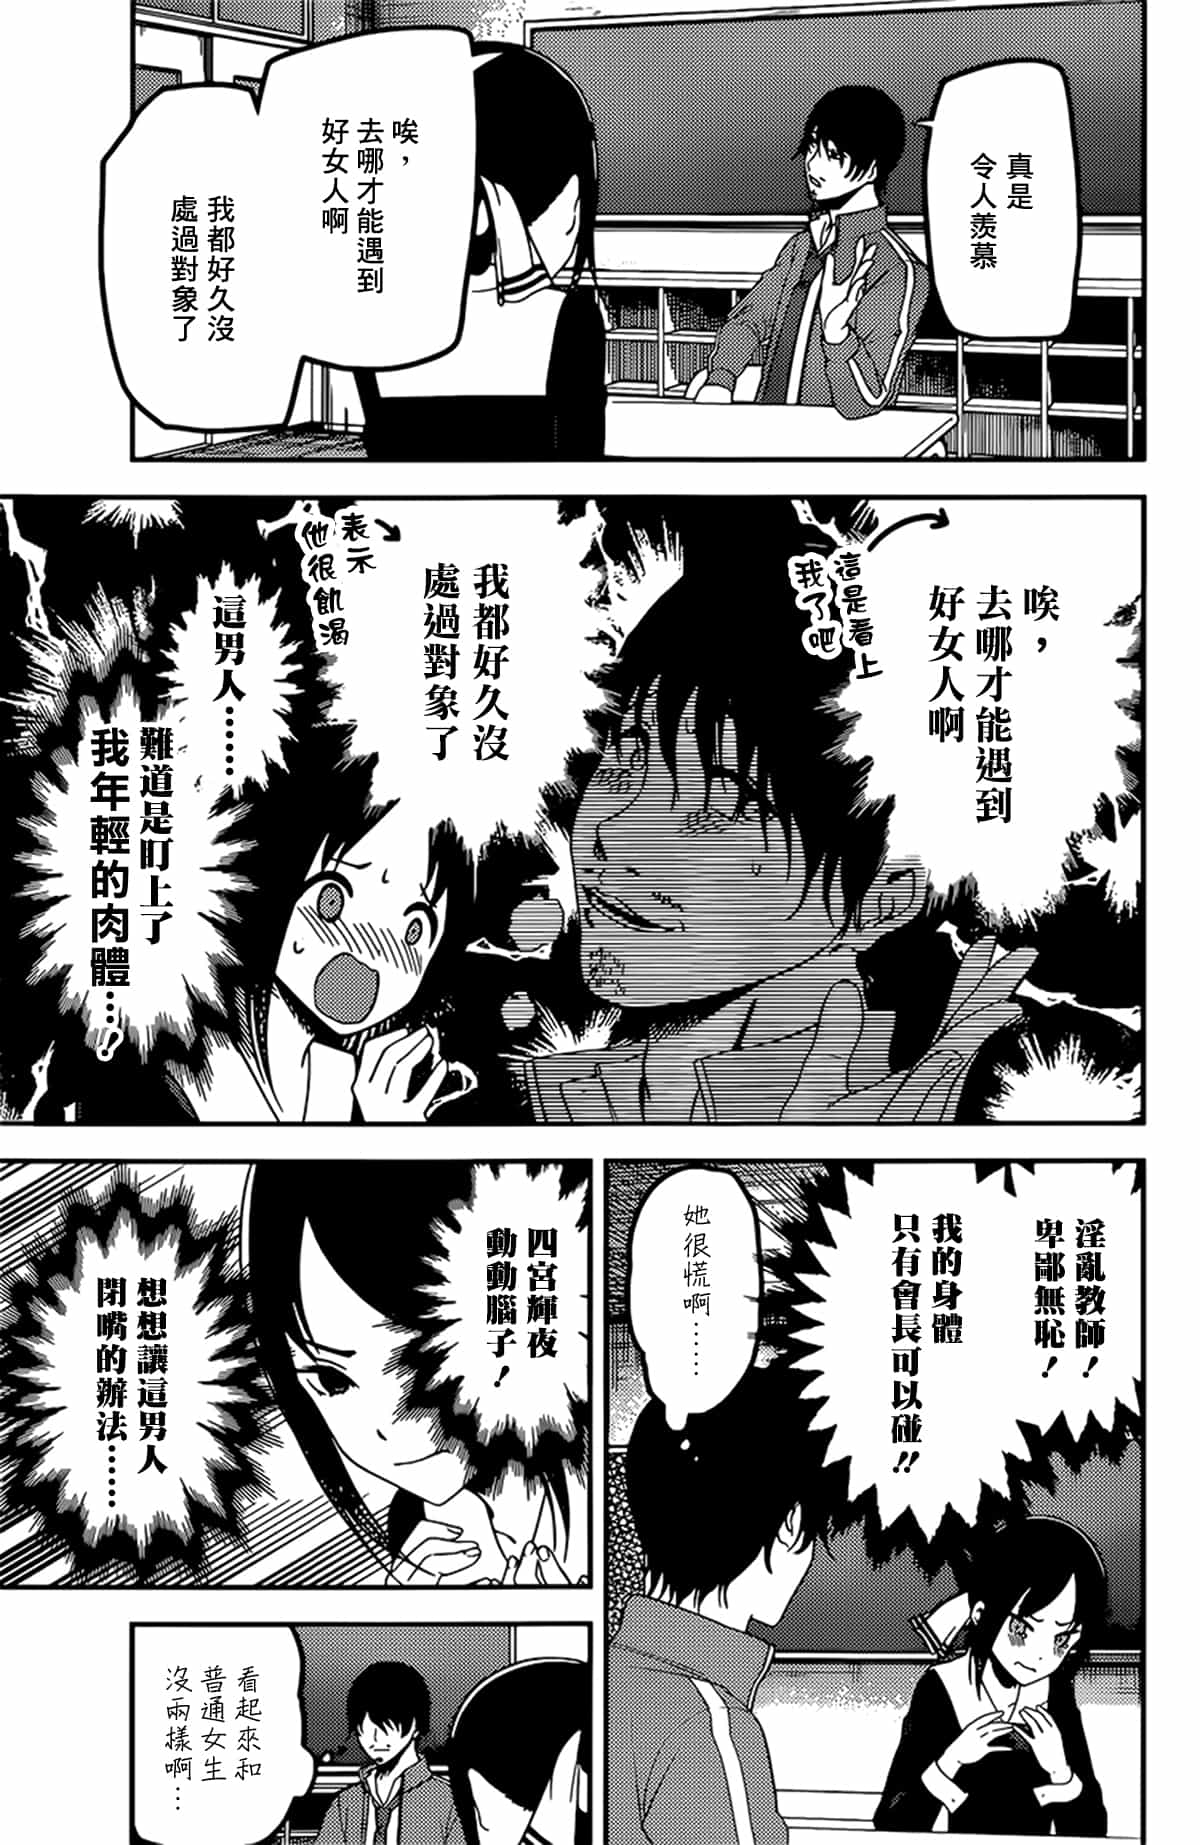 真是
令人羨慕
唉，
去哪才能遇到
好女人啊
我都好久沒
處過對象了
唉，
去哪才能遇到
好女人啊
這是看上
我了吧
我都好久沒
處過對象了
表示
他很飢渴
這男人……
難道是盯上了
我年輕的肉體…！
淫亂教師！
卑鄙無恥！
我的身體
只有會長可以碰!!
她很慌啊……
四宮輝夜
動動腦子！
想想讓這男人
閉嘴的辦法……
看起來和
普通女生
沒兩樣啊…